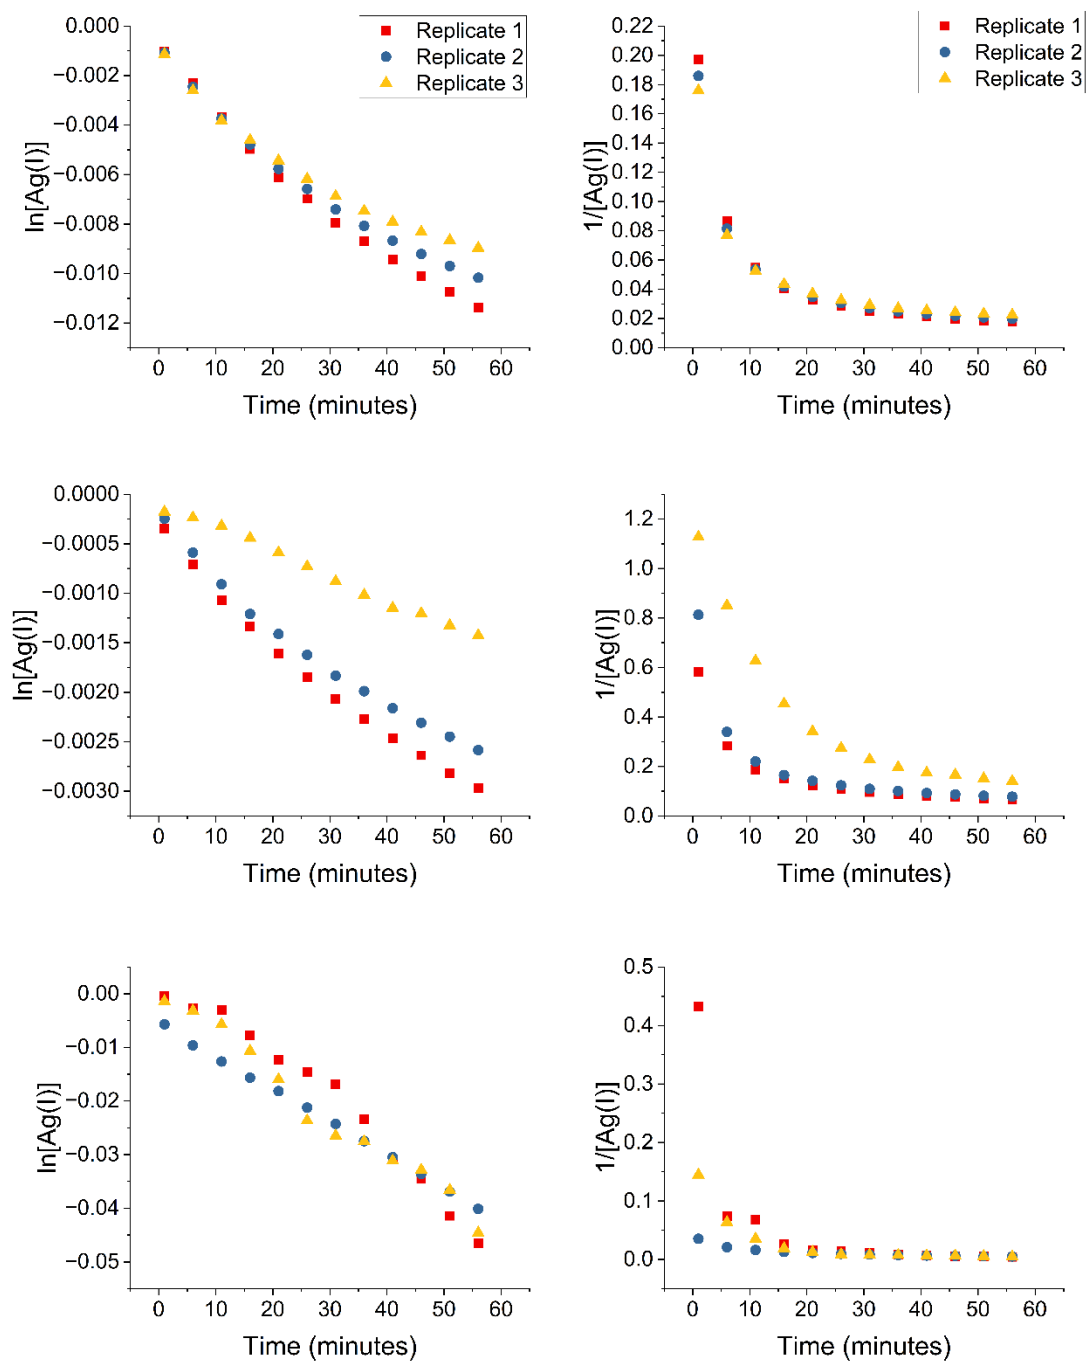 ln[Ag(I)]
0.000
−0.002
−0.004
−0.006
−0.008
−0.010
−0.012
Replicate 1
Replicate 2
Replicate 3
0 10 20 30 40 50 60
Time (minutes)
1/[Ag(I)]
0.22
0.20
0.18
0.16
0.14
0.12
0.10
0.08
0.06
0.04
0.02
0.00
Replicate 1
Replicate 2
Replicate 3
0 10 20 30 40 50 60
Time (minutes)
ln[Ag(I)]
0.0000
−0.0005
−0.0010
−0.0015
−0.0020
−0.0025
−0.0030
0 10 20 30 40 50 60
Time (minutes)
1/[Ag(I)]
1.2
1.0
0.8
0.6
0.4
0.2
0.0
0 10 20 30 40 50 60
Time (minutes)
ln[Ag(I)]
0.00
−0.01
−0.02
−0.03
−0.04
−0.05
0 10 20 30 40 50 60
Time (minutes)
1/[Ag(I)]
0.5
0.4
0.3
0.2
0.1
0.0
0 10 20 30 40 50 60
Time (minutes)